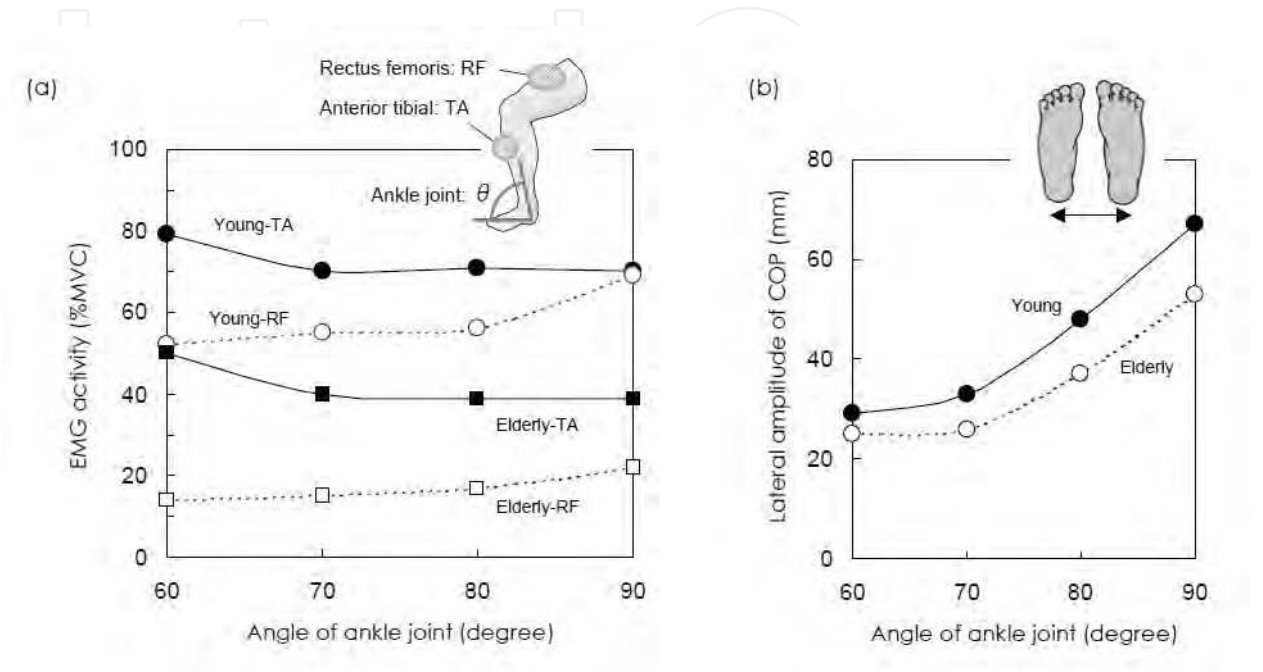 (a)
Rectus femoris: RF
Anterior tibial: TA
Ankle joint: θ
100
80
60
40
20
0
EMG activity (%MVC)
Young-TA
Young-RF
Elderly-TA
Elderly-RF
60 70 80 90
Angle of ankle joint (degree)
(b)
80
60
40
20
0
Lateral amplitude of COP (mm)
Young
Elderly
60 70 80 90
Angle of ankle joint (degree)